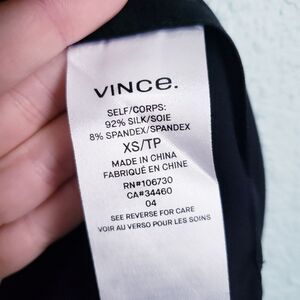 VINCE.
SELF/CORPS:
92% SILK/SOIE
8% SPANDEX/SPANDEX
XS/TP
MADE IN CHINA
FABRIQUÉ EN CHINE
RN#106730
CA#34460
04
SEE REVERSE FOR CARE
VOIR AU VERSO POUR LES SOINS